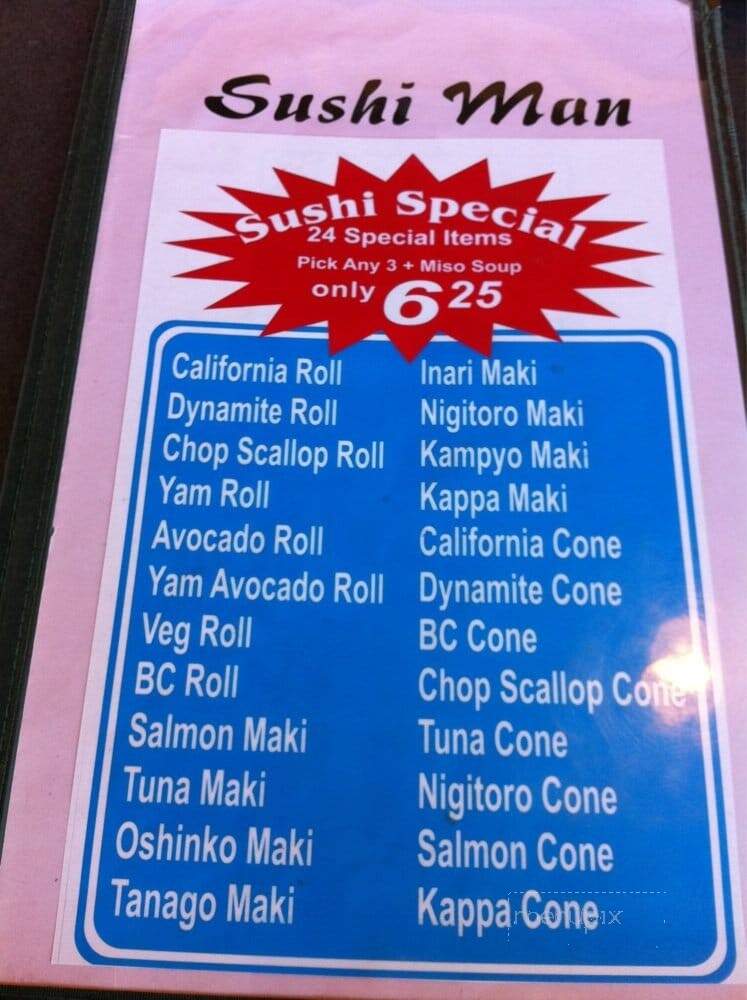 Sushi Man
Sushi Special
24 Special Items
Pick Any 3 + Miso Soup
only 6 25
California Roll
Dynamite Roll
Chop Scallop Roll
Yam Roll
Avocado Roll
Yam Avocado Roll
Veg Roll
BC Roll
Salmon Maki
Tuna Maki
Oshinko Maki
Tanago Maki
Inari Maki
Nigitoro Maki
Kampyo Maki
Kappa Maki
California Cone
Dynamite Cone
BC Cone
Chop Scallop Cone
Tuna Cone
Nigitoro Cone
Salmon Cone
Kappa Cone
menupix